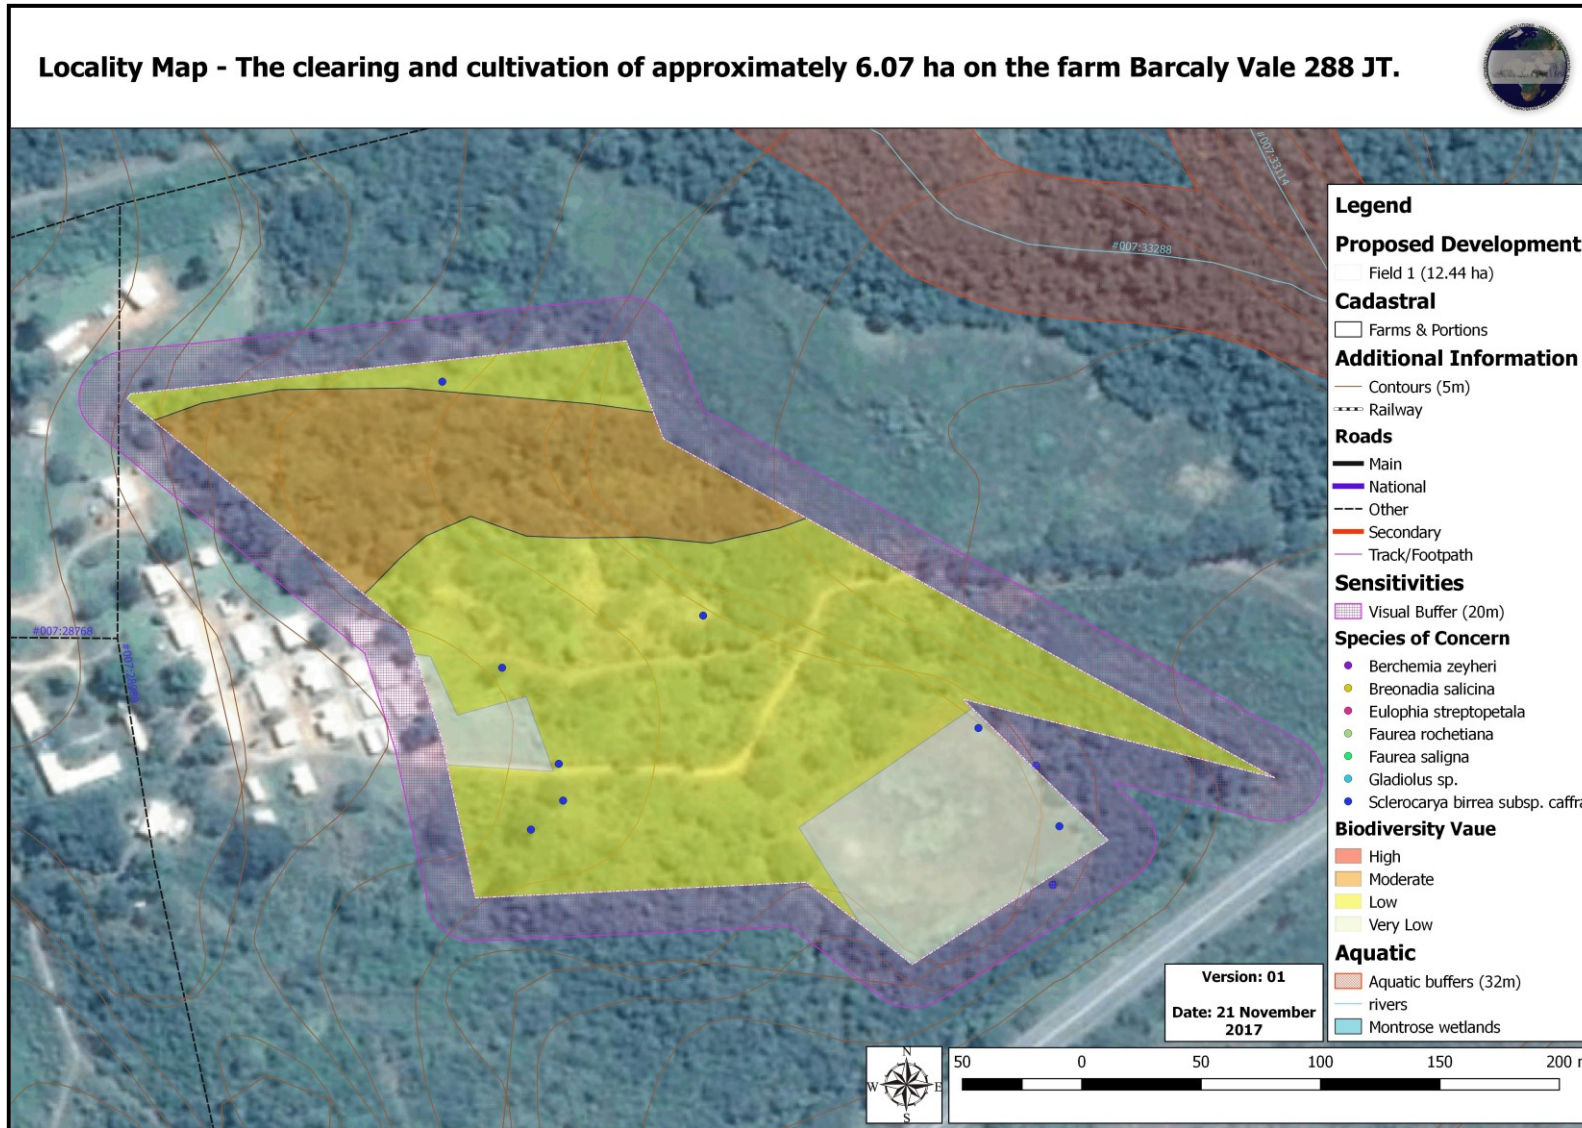 Locality Map - The clearing and cultivation of approximately 6.07 ha on the farm Barcaly Vale 288 JT.
#007:33114
#007:33288
#007:28768
Legend
Proposed Development
Field 1 (12.44 ha)
Cadastral
Farms & Portions
Additional Information
Contours (5m)
Railway
Roads
Main
National
Other
Secondary
Track/Footpath
Sensitivities
Visual Buffer (20m)
Species of Concern
Berchemia zeyheri
Breonadia salicina
Eulophia streptopetala
Faurea rochetiana
Faurea saligna
Gladiolus sp.
Sclerocarya birrea subsp. caffra
Biodiversity Vaue
High
Moderate
Low
Very Low
Aquatic
Aquatic buffers (32m)
rivers
Montrose wetlands
Version: 01
Date: 21 November
2017
N
W E
S
50 0 50 100 150 200 m